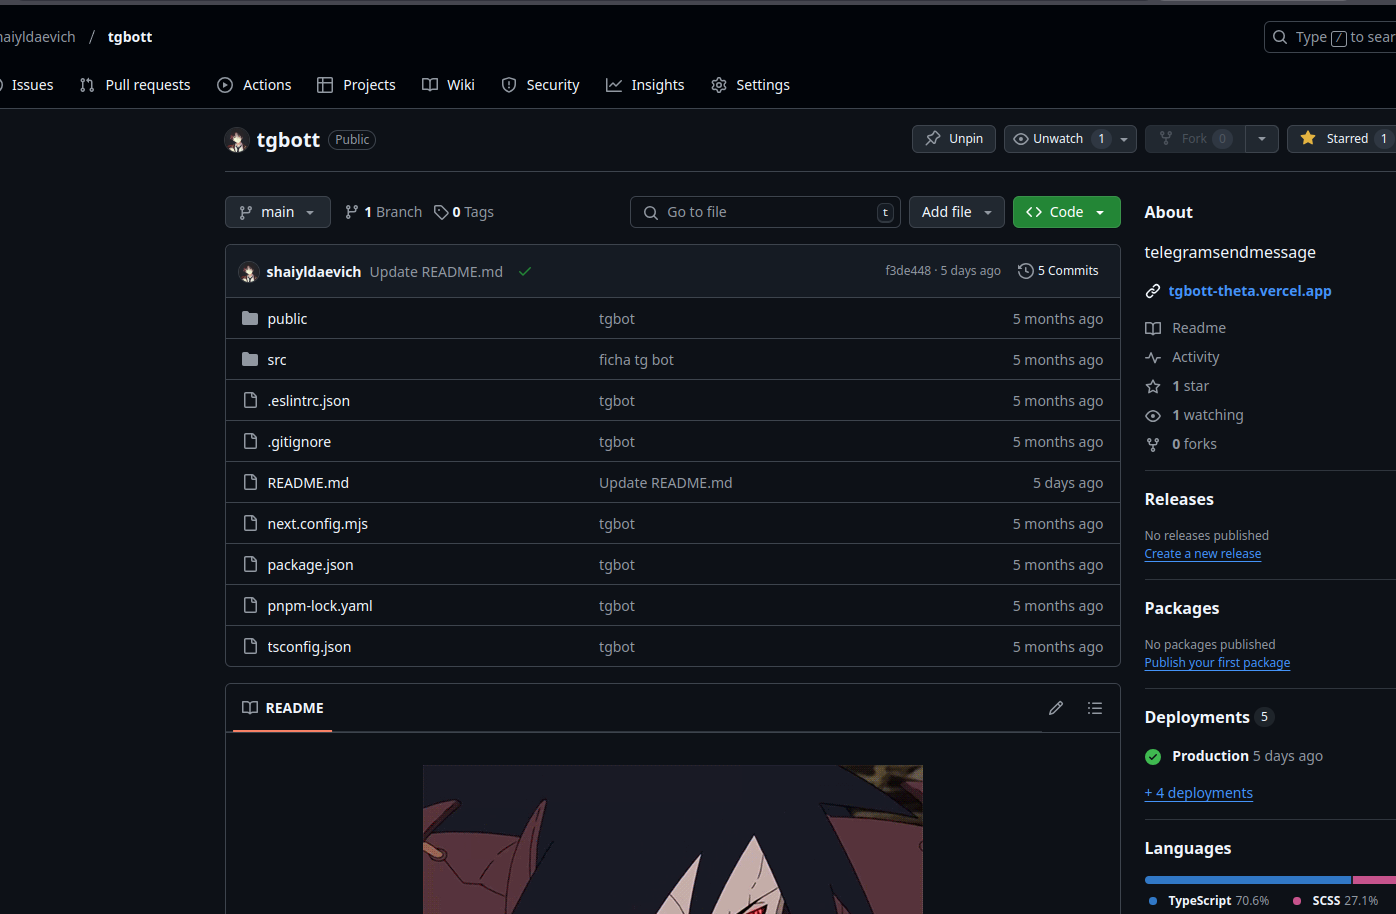 haiyldaevich / tgbott
Type / to sear
Issues Pull requests Actions Projects Wiki Security Insights Settings
tgbott Public
Unpin Unwatch 1 Fork 0 Starred 1
main 1 Branch 0 Tags Go to file t Add file Code
shaiyldaevich Update README.md f3de448 · 5 days ago 5 Commits
public tgbot 5 months ago
src ficha tg bot 5 months ago
.eslintrc.json tgbot 5 months ago
.gitignore tgbot 5 months ago
README.md Update README.md 5 days ago
next.config.mjs tgbot 5 months ago
package.json tgbot 5 months ago
pnpm-lock.yaml tgbot 5 months ago
tsconfig.json tgbot 5 months ago
README
About
telegramsendmessage
tgbott-theta.vercel.app
Readme
Activity
1 star
1 watching
0 forks
Releases
No releases published
Create a new release
Packages
No packages published
Publish your first package
Deployments 5
Production 5 days ago
+ 4 deployments
Languages
TypeScript 70.6% SCSS 27.1%